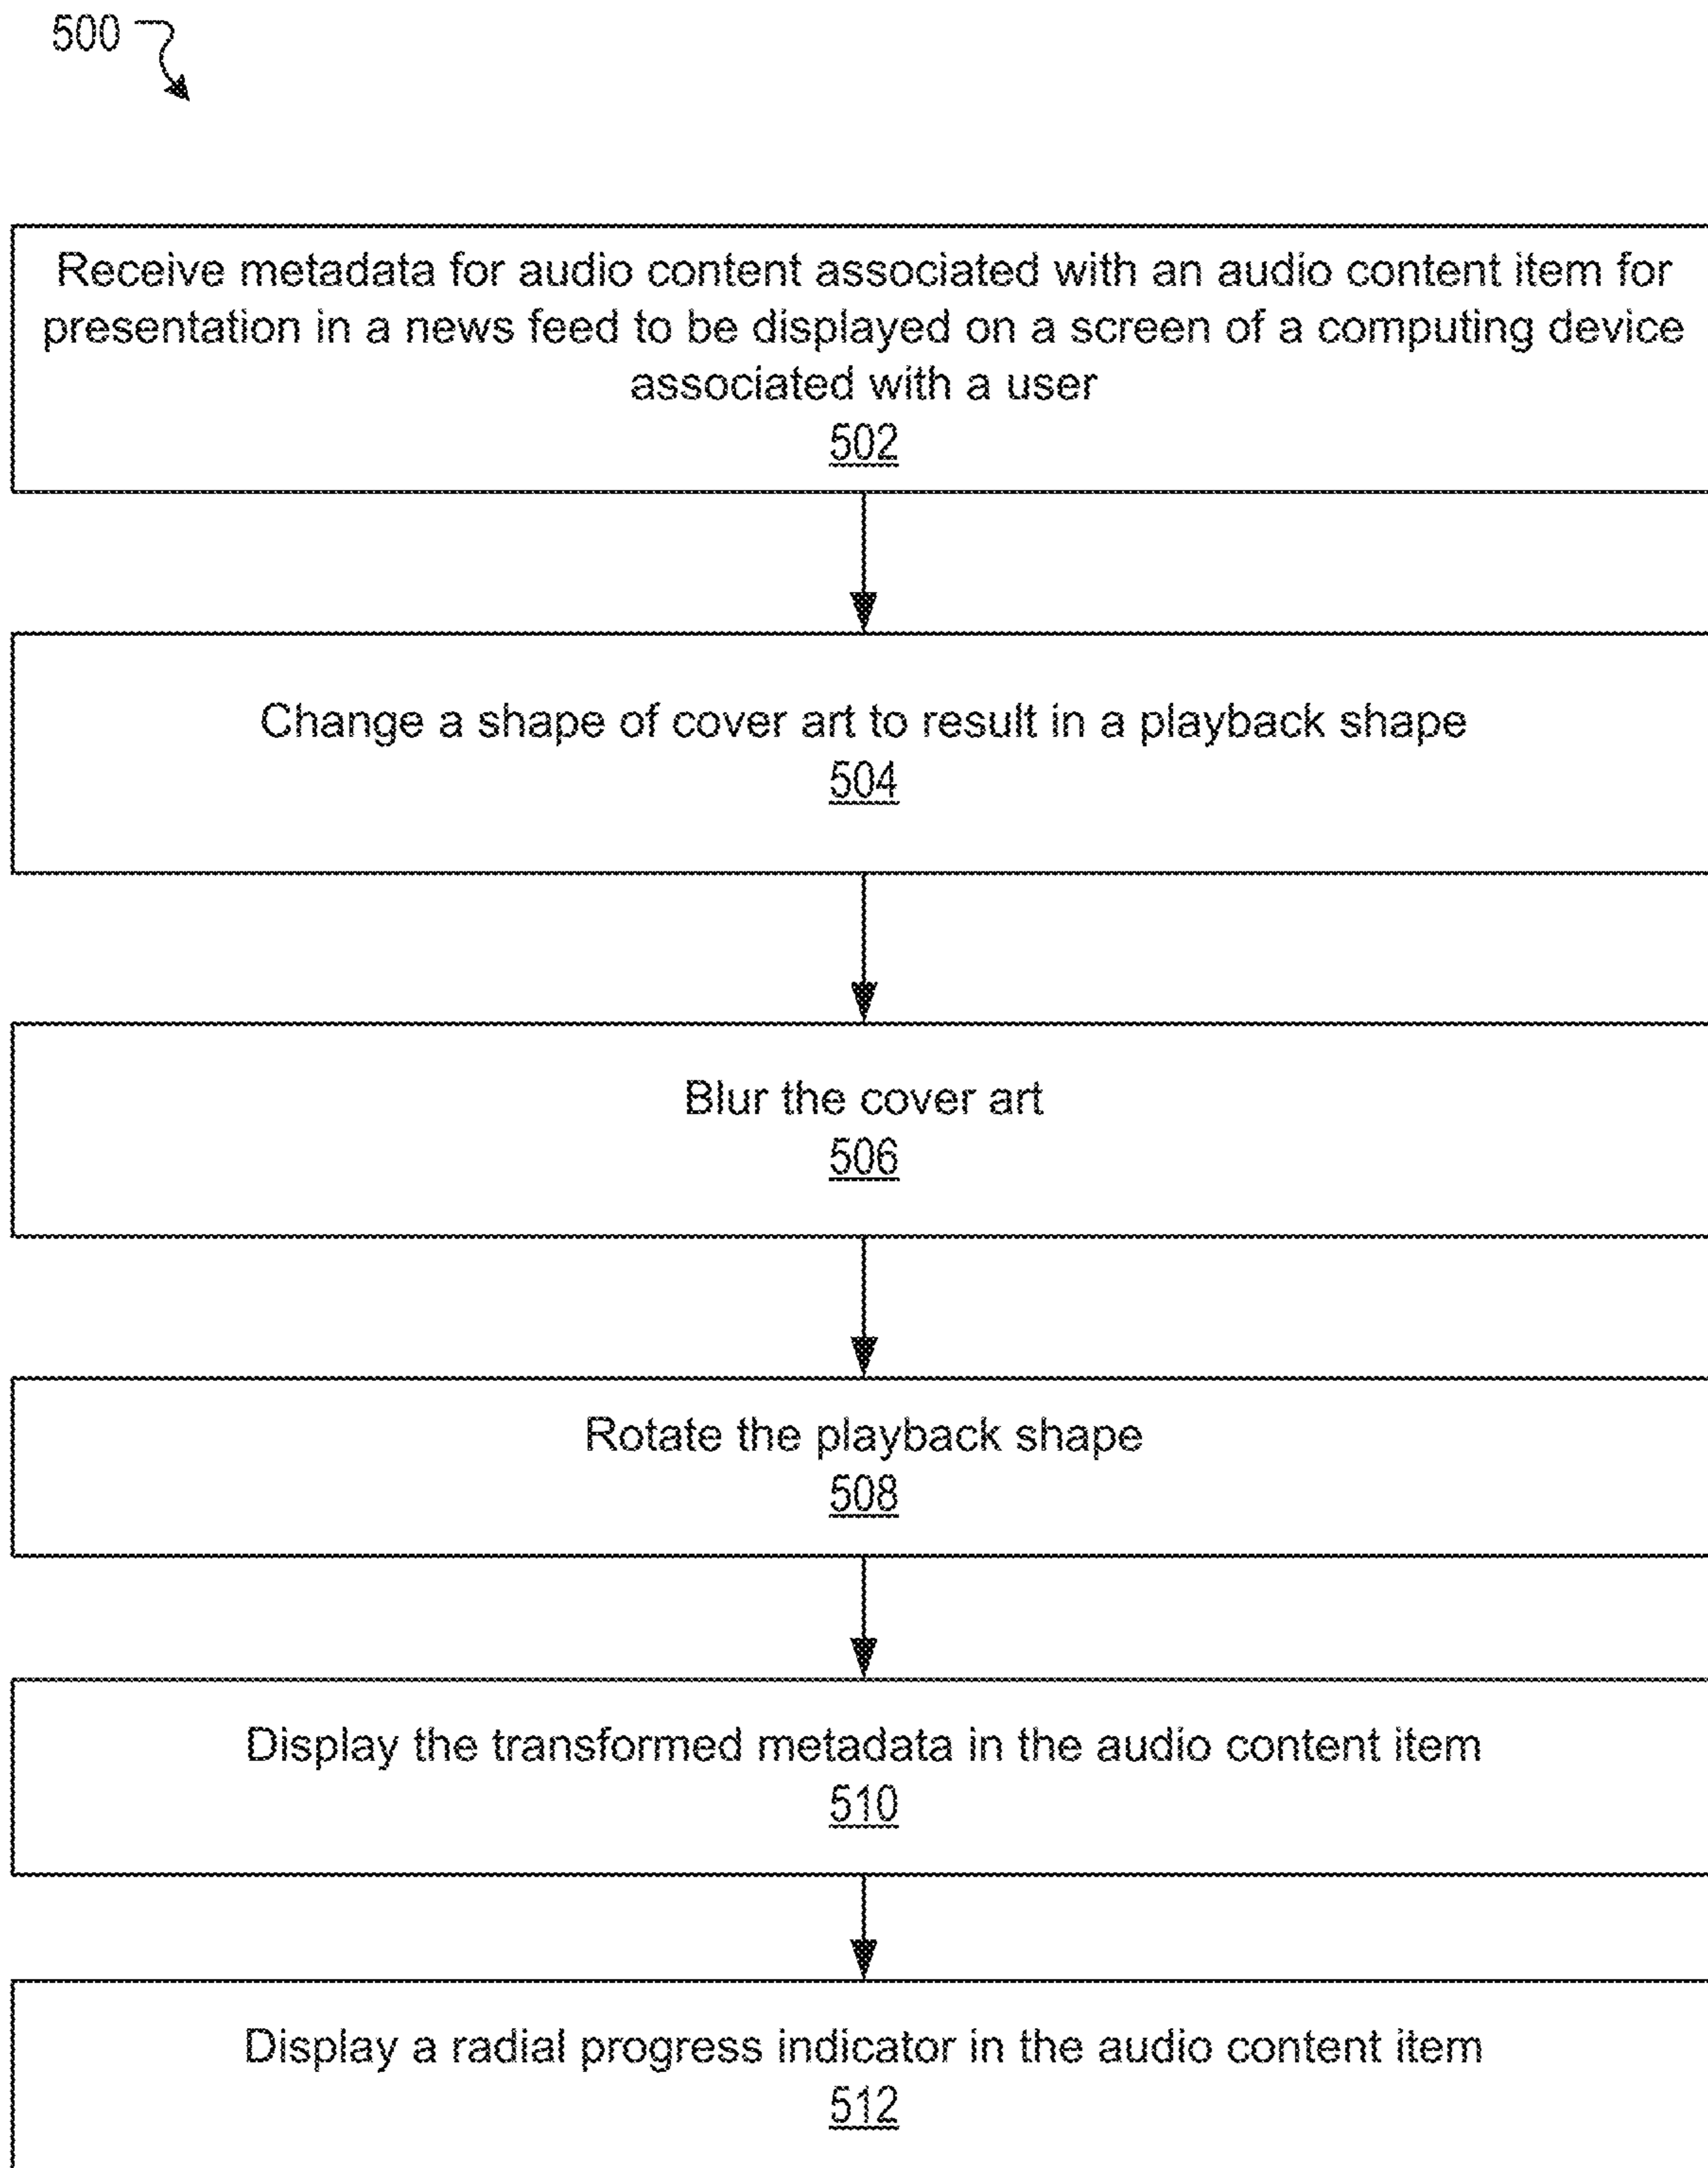 500
Receive metadata for audio content associated with an audio content item for
presentation in a news feed to be displayed on a screen of a computing device
associated with a user
502
Change a shape of cover art to result in a playback shape
504
Blur the cover art
506
Rotate the playback shape
508
Display the transformed metadata in the audio content item
510
Display a radial progress indicator in the audio content item
512